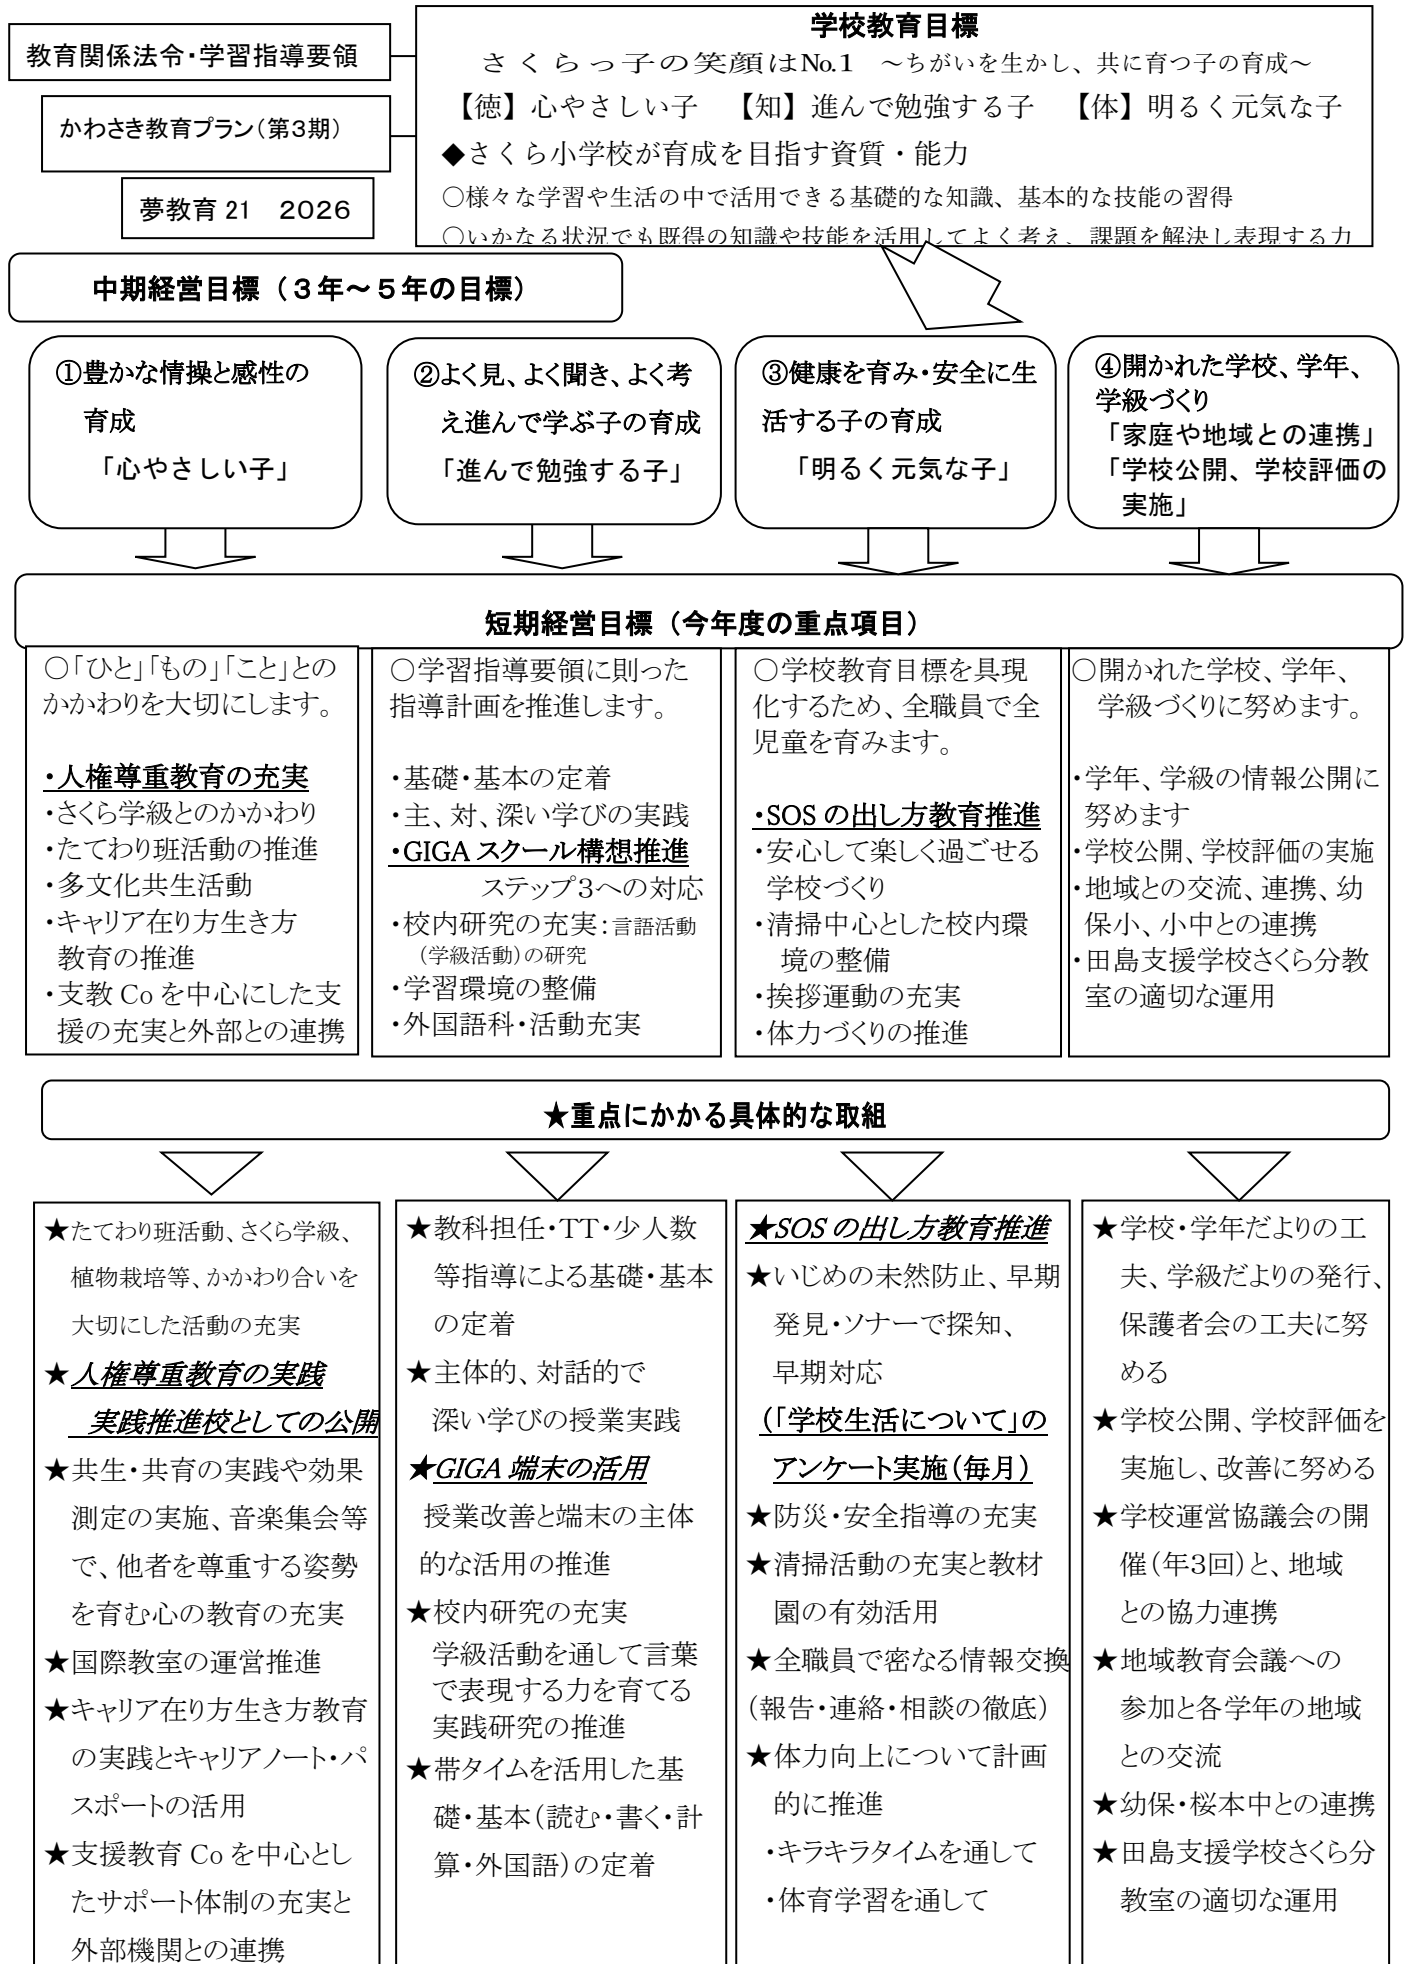 教育関係法令・学習指導要領
かわさき教育プラン（第3期）
夢教育 21　2026
学校教育目標
さくらっ子の笑顔はNo.1　～ちがいを生かし、共に育つ子の育成～
【徳】心やさしい子　【知】進んで勉強する子　【体】明るく元気な子
◆さくら小学校が育成を目指す資質・能力
○様々な学習や生活の中で活用できる基礎的な知識、基本的な技能の習得
○いかなる状況でも既得の知識や技能を活用してよく考え、課題を解決し表現する力
中期経営目標（３年～５年の目標）
①豊かな情操と感性の
育成
「心やさしい子」
②よく見、よく聞き、よく考
え進んで学ぶ子の育成
「進んで勉強する子」
③健康を育み・安全に生
活する子の育成
「明るく元気な子」
④開かれた学校、学年、
学級づくり
「家庭や地域との連携」
「学校公開、学校評価の
実施」
短期経営目標（今年度の重点項目）
○「ひと」「もの」「こと」との
かかわりを大切にします。
・人権尊重教育の充実
・さくら学級とのかかわり
・たてわり班活動の推進
・多文化共生活動
・キャリア在り方生き方
教育の推進
・支教 Co を中心にした支
援の充実と外部との連携
○学習指導要領に則った
指導計画を推進します。
・基礎・基本の定着
・主、対、深い学びの実践
・GIGA スクール構想推進
ステップ3への対応
・校内研究の充実：言語活動
（学級活動）の研究
・学習環境の整備
・外国語科・活動充実
○学校教育目標を具現
化するため、全職員で全
児童を育みます。
・SOS の出し方教育推進
・安心して楽しく過ごせる
学校づくり
・清掃中心とした校内環
境の整備
・挨拶運動の充実
・体力づくりの推進
○開かれた学校、学年、
学級づくりに努めます。
・学年、学級の情報公開に
努めます
・学校公開、学校評価の実施
・地域との交流、連携、幼
保小、小中との連携
・田島支援学校さくら分教
室の適切な運用
★重点にかかる具体的な取組
★たてわり班活動、さくら学級、
植物栽培等、かかわり合いを
大切にした活動の充実
★人権尊重教育の実践
実践推進校としての公開
★共生・共育の実践や効果
測定の実施、音楽集会等
で、他者を尊重する姿勢
を育む心の教育の充実
★国際教室の運営推進
★キャリア在り方生き方教育
の実践とキャリアノート・パ
スポートの活用
★支援教育 Co を中心とし
たサポート体制の充実と
外部機関との連携
★教科担任・TT・少人数
等指導による基礎・基本
の定着
★主体的、対話的で
深い学びの授業実践
★GIGA 端末の活用
授業改善と端末の主体
的な活用の推進
★校内研究の充実
学級活動を通して言葉
で表現する力を育てる
実践研究の推進
★帯タイムを活用した基
礎・基本（読む・書く・計
算・外国語）の定着
★SOS の出し方教育推進
★いじめの未然防止、早期
発見・ソナーで探知、
早期対応
（「学校生活について」の
アンケート実施（毎月）
★防災・安全指導の充実
★清掃活動の充実と教材
園の有効活用
★全職員で密なる情報交換
（報告・連絡・相談の徹底）
★体力向上について計画
的に推進
・キラキラタイムを通して
・体育学習を通して
★学校・学年だよりの工
夫、学級だよりの発行、
保護者会の工夫に努
める
★学校公開、学校評価を
実施し、改善に努める
★学校運営協議会の開
催（年3回）と、地域
との協力連携
★地域教育会議への
参加と各学年の地域
との交流
★幼保・桜本中との連携
★田島支援学校さくら分
教室の適切な運用